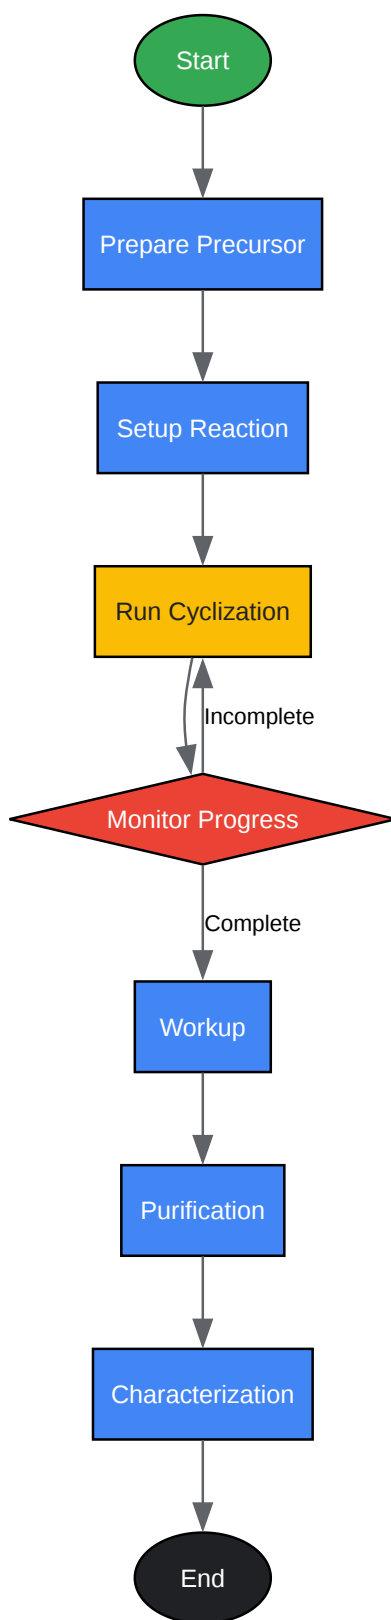 Start
Prepare Precursor
Setup Reaction
Run Cyclization
Incomplete
Monitor Progress
Complete
Workup
Purification
Characterization
End